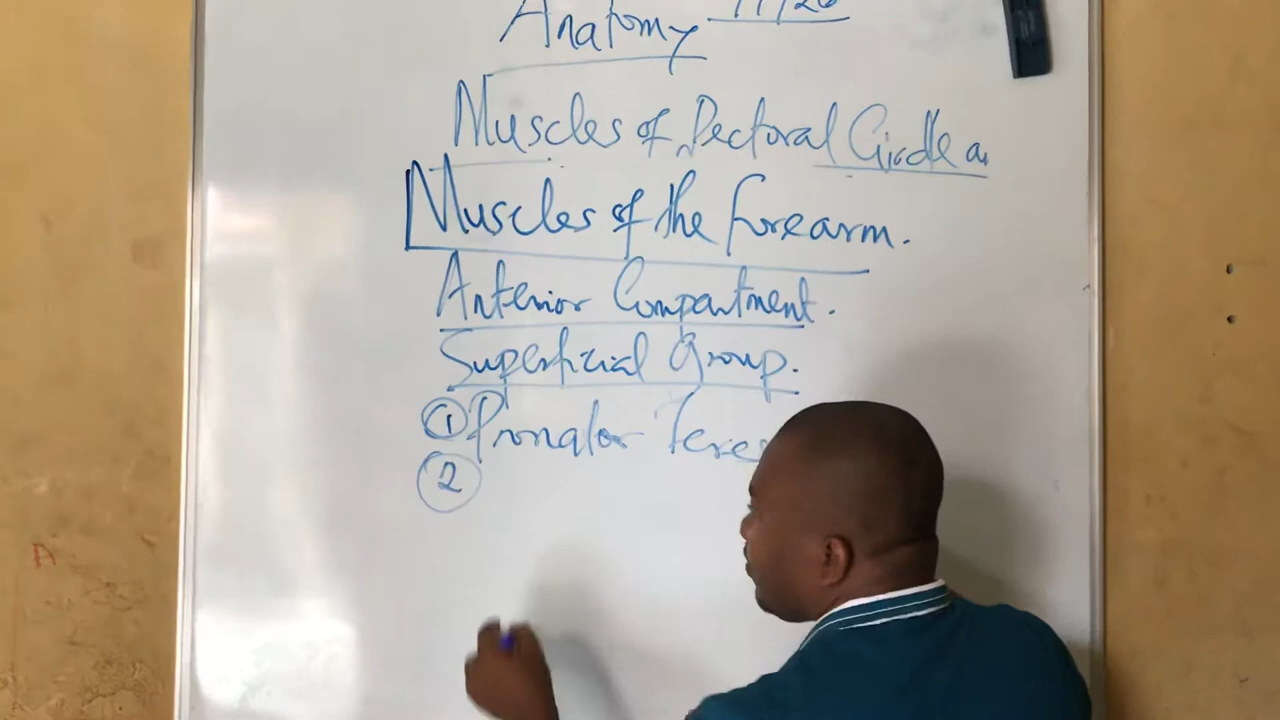 Anatomy
Muscles of Pectoral Girdle a
Muscles of the forearm.
Anterior Compartment.
Superficial Group.
① Pronator Teres
②
A